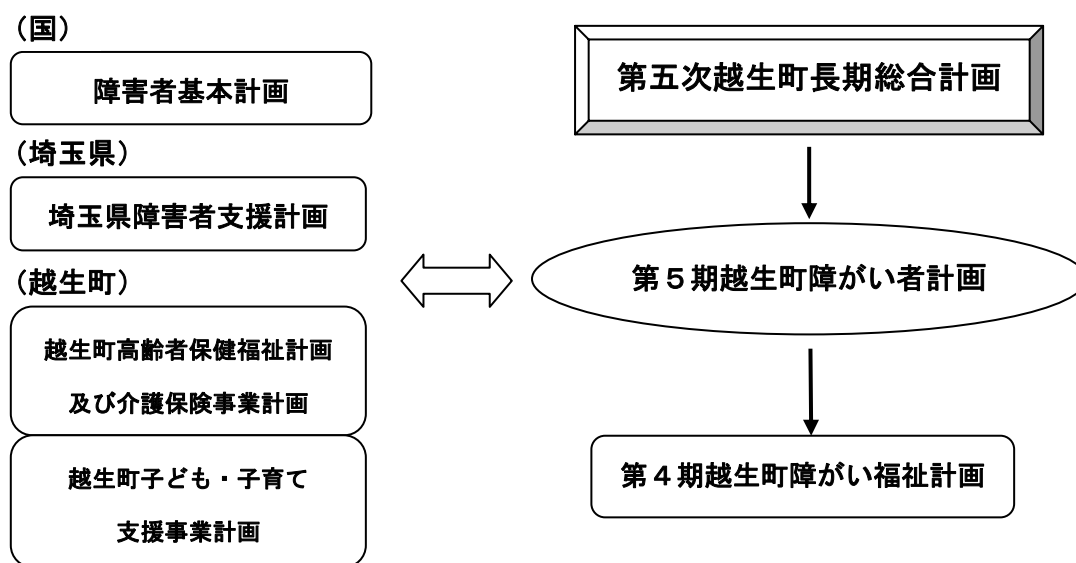 （国）
障害者基本計画
（埼玉県）
埼玉県障害者支援計画
（越生町）
越生町高齢者保健福祉計画
及び介護保険事業計画
越生町子ども・子育て
支援事業計画
第五次越生町長期総合計画
第５期越生町障がい者計画
第４期越生町障がい福祉計画